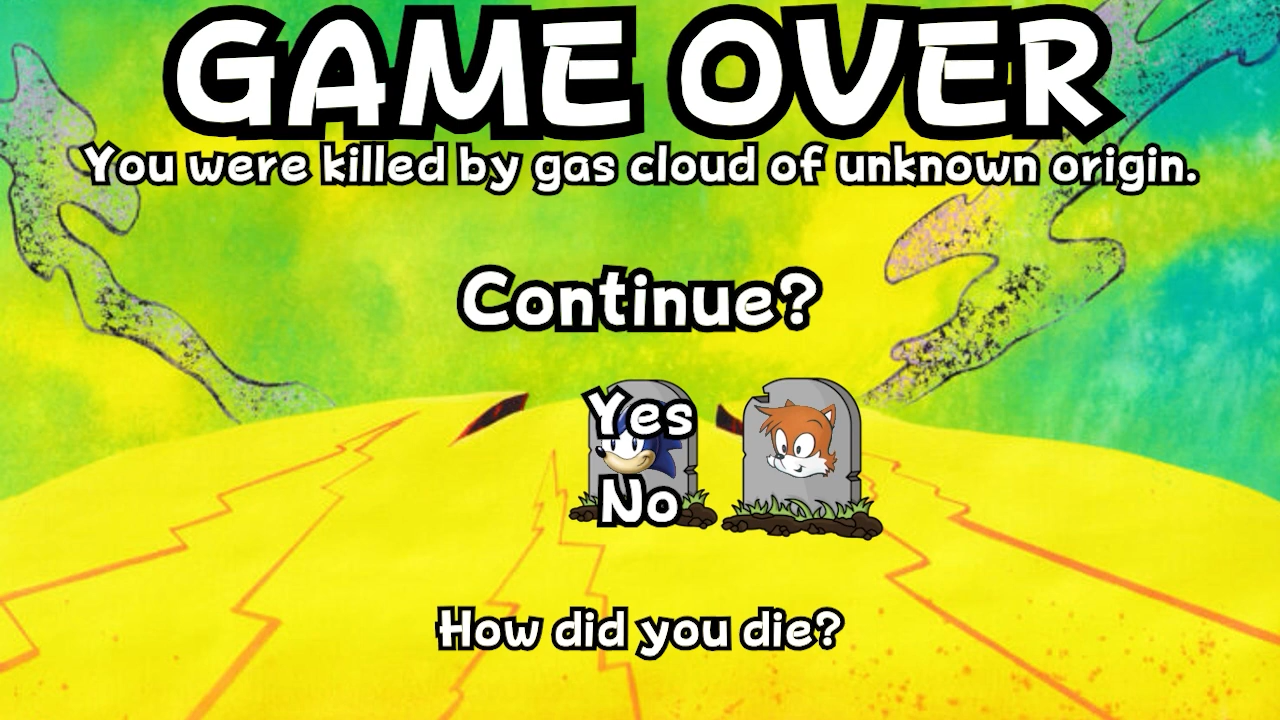 GAME OVER
You were killed by gas cloud of unknown origin.
Continue?
Yes
No
How did you die?